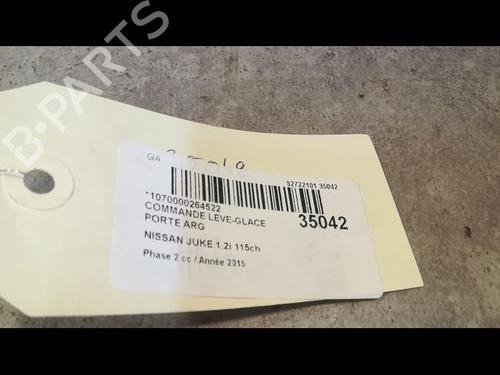 B-PARTS
GA
52722101 35042
*1070000264522
COMMANDE LEVE-GLACE
PORTE ARG
35042
NISSAN JUKE 1.2i 115ch
Phase 2 cc / Année 2015